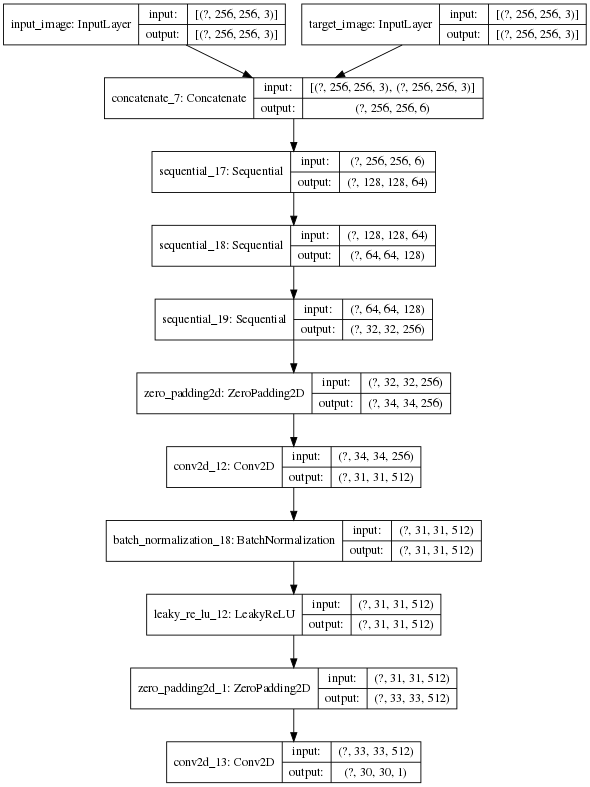 input_image: InputLayer
input: [(?, 256, 256, 3)]
output: [(?, 256, 256, 3)]
target_image: InputLayer
input: [(?, 256, 256, 3)]
output: [(?, 256, 256, 3)]
concatenate_7: Concatenate
input: [(?, 256, 256, 3), (?, 256, 256, 3)]
output: (?, 256, 256, 6)
sequential_17: Sequential
input: (?, 256, 256, 6)
output: (?, 128, 128, 64)
sequential_18: Sequential
input: (?, 128, 128, 64)
output: (?, 64, 64, 128)
sequential_19: Sequential
input: (?, 64, 64, 128)
output: (?, 32, 32, 256)
zero_padding2d: ZeroPadding2D
input: (?, 32, 32, 256)
output: (?, 34, 34, 256)
conv2d_12: Conv2D
input: (?, 34, 34, 256)
output: (?, 31, 31, 512)
batch_normalization_18: BatchNormalization
input: (?, 31, 31, 512)
output: (?, 31, 31, 512)
leaky_re_lu_12: LeakyReLU
input: (?, 31, 31, 512)
output: (?, 31, 31, 512)
zero_padding2d_1: ZeroPadding2D
input: (?, 31, 31, 512)
output: (?, 33, 33, 512)
conv2d_13: Conv2D
input: (?, 33, 33, 512)
output: (?, 30, 30, 1)